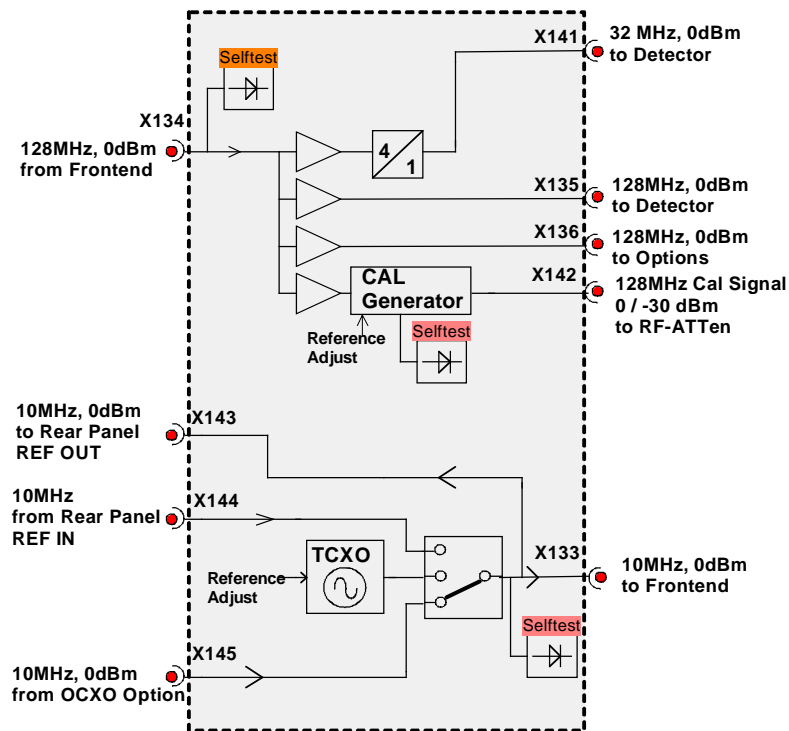 X141
32 MHz, 0dBm
to Detector
Selftest
X134
128MHz, 0dBm
from Frontend
4
1
X135
128MHz, 0dBm
to Detector
X136
128MHz, 0dBm
to Options
CAL
Generator
X142
128MHz Cal Signal
0 / -30 dBm
to RF-ATTen
Reference
Adjust
Selftest
10MHz, 0dBm
to Rear Panel
REF OUT
X143
10MHz
from Rear Panel
REF IN
X144
TCXO
Reference
Adjust
X133
10MHz, 0dBm
to Frontend
Selftest
X145
10MHz, 0dBm
from OCXO Option